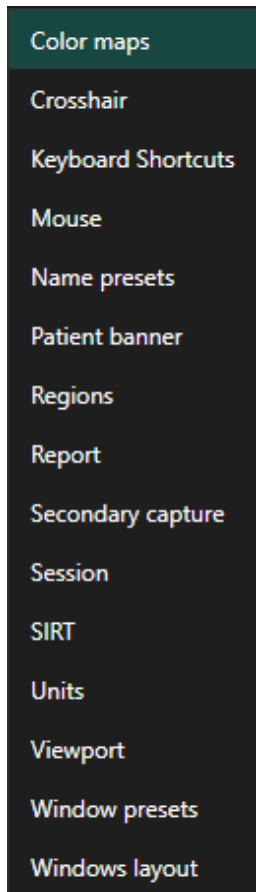 Color maps
Crosshair
Keyboard Shortcuts
Mouse
Name presets
Patient banner
Regions
Report
Secondary capture
Session
SIRT
Units
Viewport
Window presets
Windows layout